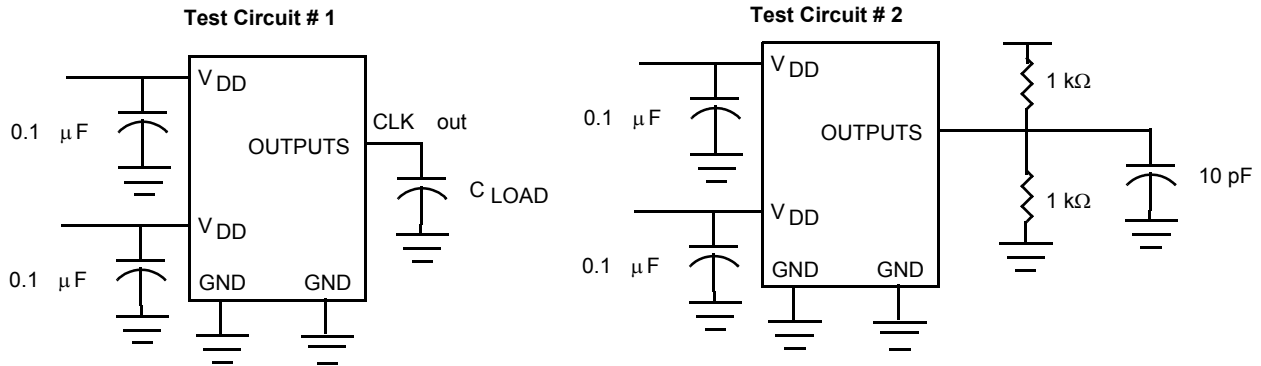 Test Circuit # 1
V DD
0.1 µF
CLK out
OUTPUTS
C LOAD
V DD
0.1 µF
GND GND
Test Circuit # 2
V DD
1 kΩ
0.1 µF
OUTPUTS
10 pF
1 kΩ
V DD
0.1 µF
GND GND